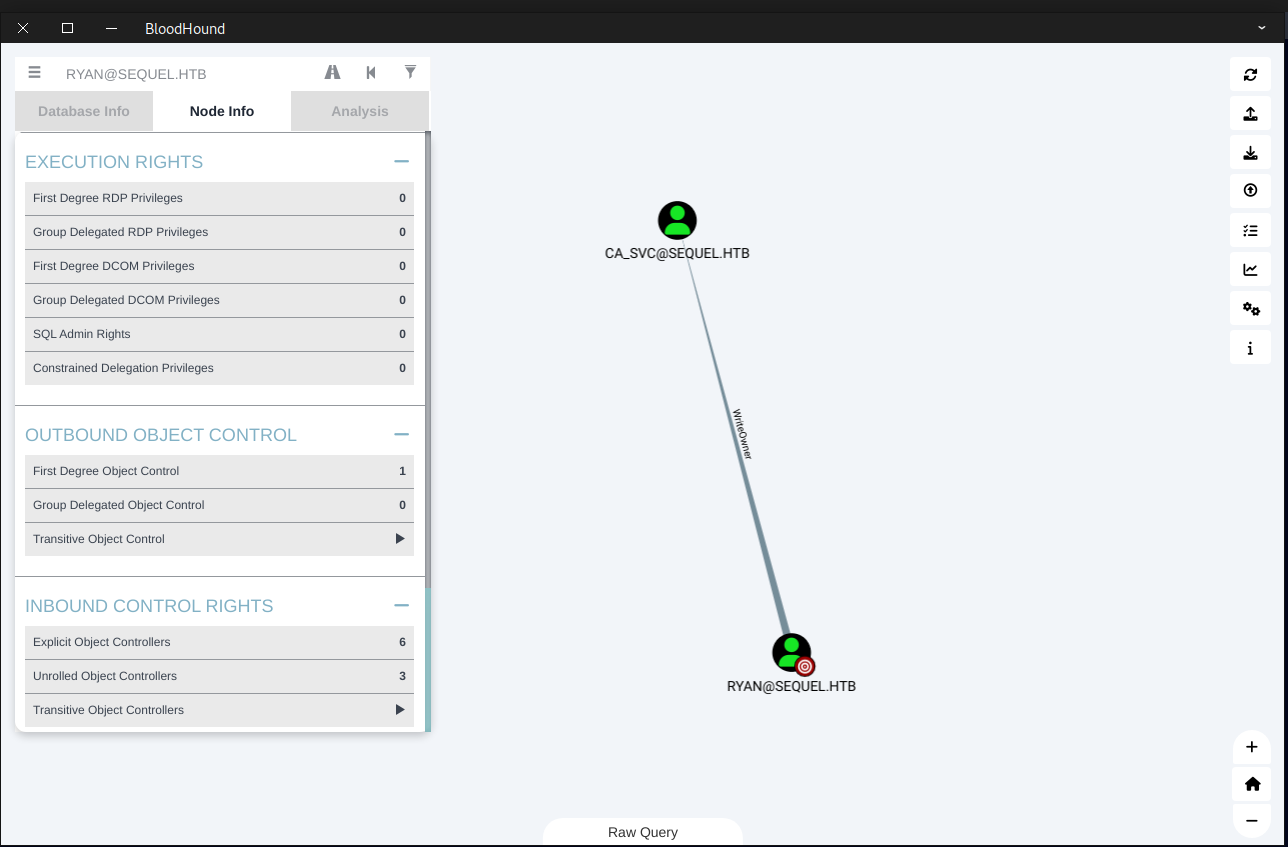 BloodHound
RYAN@SEQUEL.HTB
Database Info
Node Info
Analysis
EXECUTION RIGHTS
First Degree RDP Privileges 0
Group Delegated RDP Privileges 0
First Degree DCOM Privileges 0
Group Delegated DCOM Privileges 0
SQL Admin Rights 0
Constrained Delegation Privileges 0
OUTBOUND OBJECT CONTROL
First Degree Object Control 1
Group Delegated Object Control 0
Transitive Object Control
INBOUND CONTROL RIGHTS
Explicit Object Controllers 6
Unrolled Object Controllers 3
Transitive Object Controllers
CA_SVC@SEQUEL.HTB
WriteOwner
RYAN@SEQUEL.HTB
Raw Query